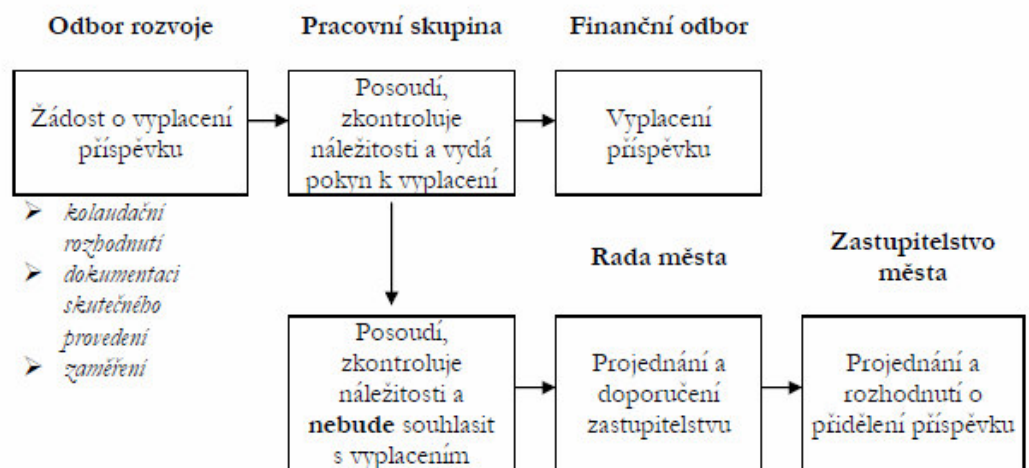 Odbor rozvoje
Pracovní skupina
Finanční odbor
Žádost o vyplacení
příspěvku
Posoudí,
zkontroluje
náležitosti a vydá
pokyn k vyplacení
Vyplacení
příspěvku
kolaudační
rozhodnutí
dokumentaci
skutečného
provedení
zaměření
Rada města
Zastupitelstvo
města
Posoudí,
zkontroluje
náležitosti a
nebude souhlasit
s vyplacením
Projednání a
doporučení
zastupitelstvu
Projednání a
rozhodnutí o
přidělení příspěvku